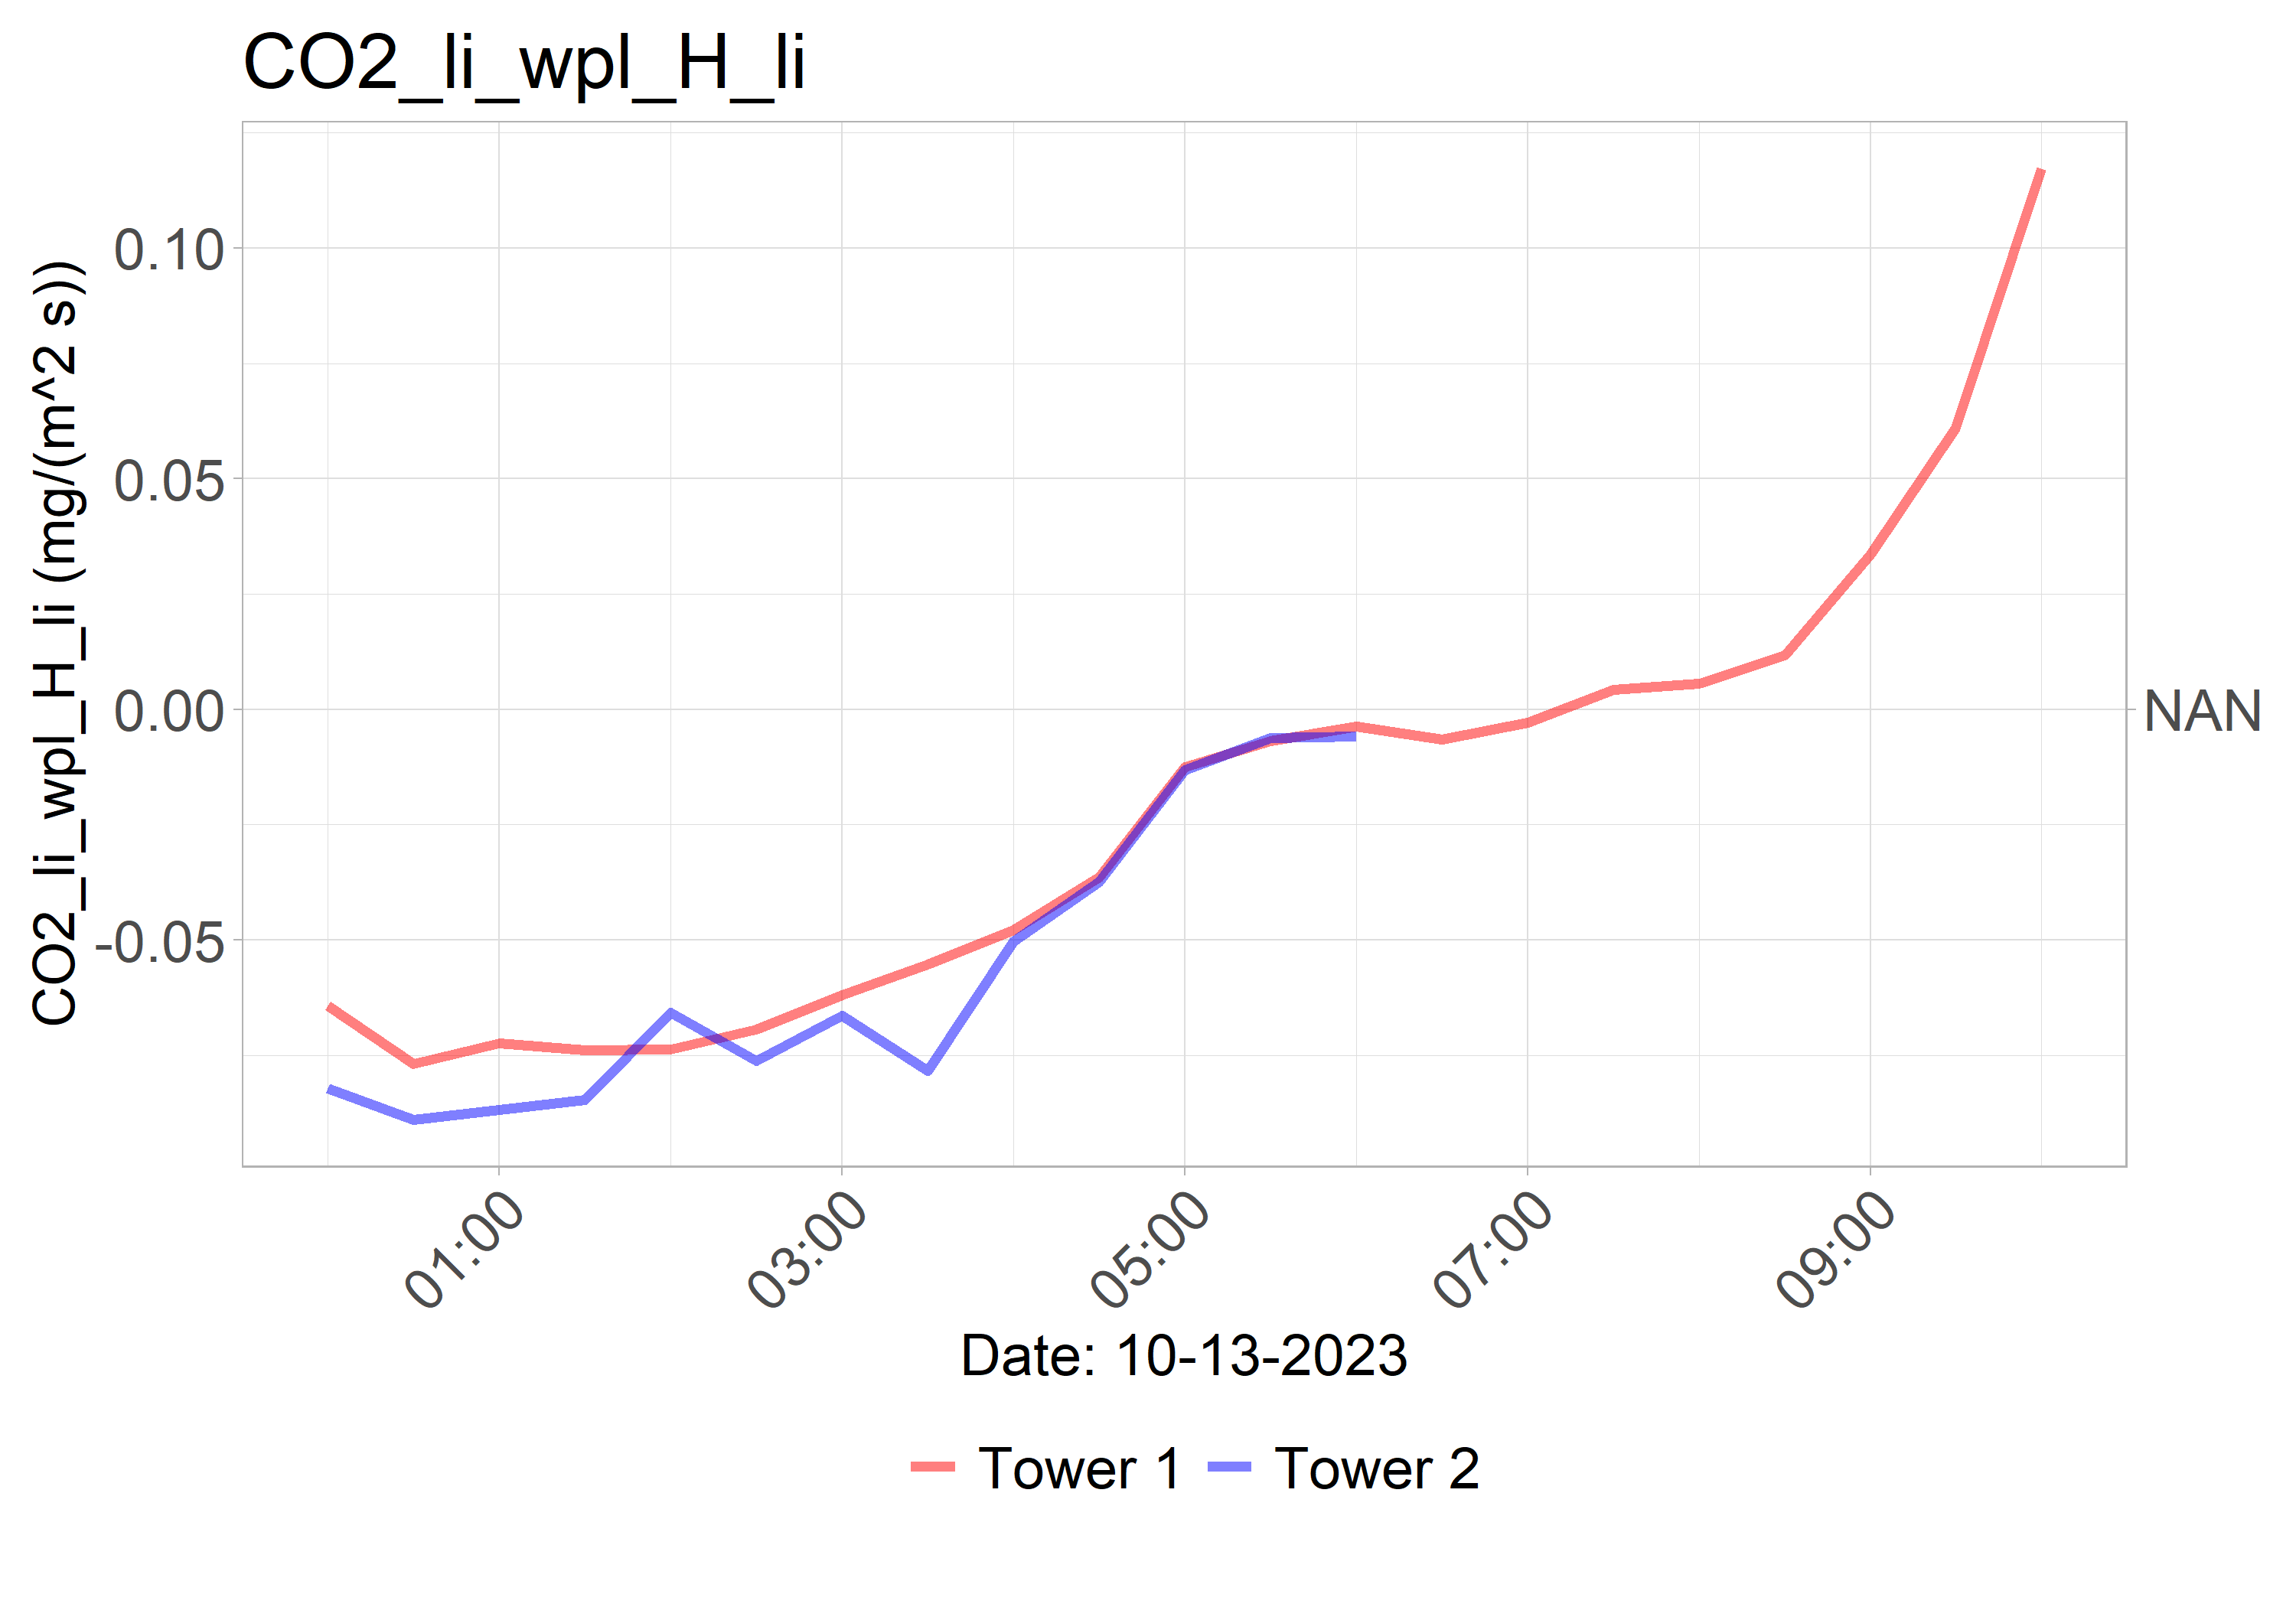 CO2_li_wpl_H_li
CO2_li_wpl_H_li (mg/(m^2 s))
0.10
0.05
0.00
-0.05
NAN
01:00
03:00
05:00
07:00
09:00
Date: 10-13-2023
Tower 1
Tower 2